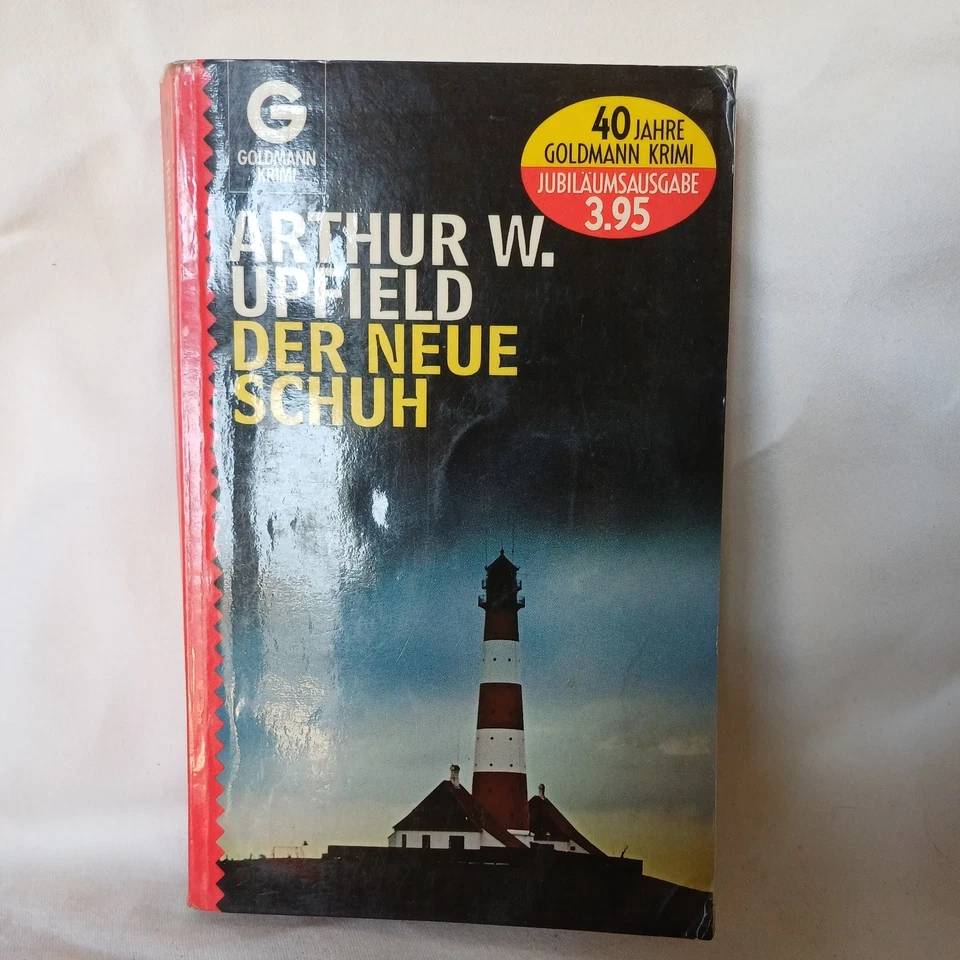 G
GOLDMANN
KRIMI
40 JAHRE
GOLDMANN KRIMI
JUBILÄUMSAUSGABE
3.95
ARTHUR W.
UPFIELD
DER NEUE
SCHUH